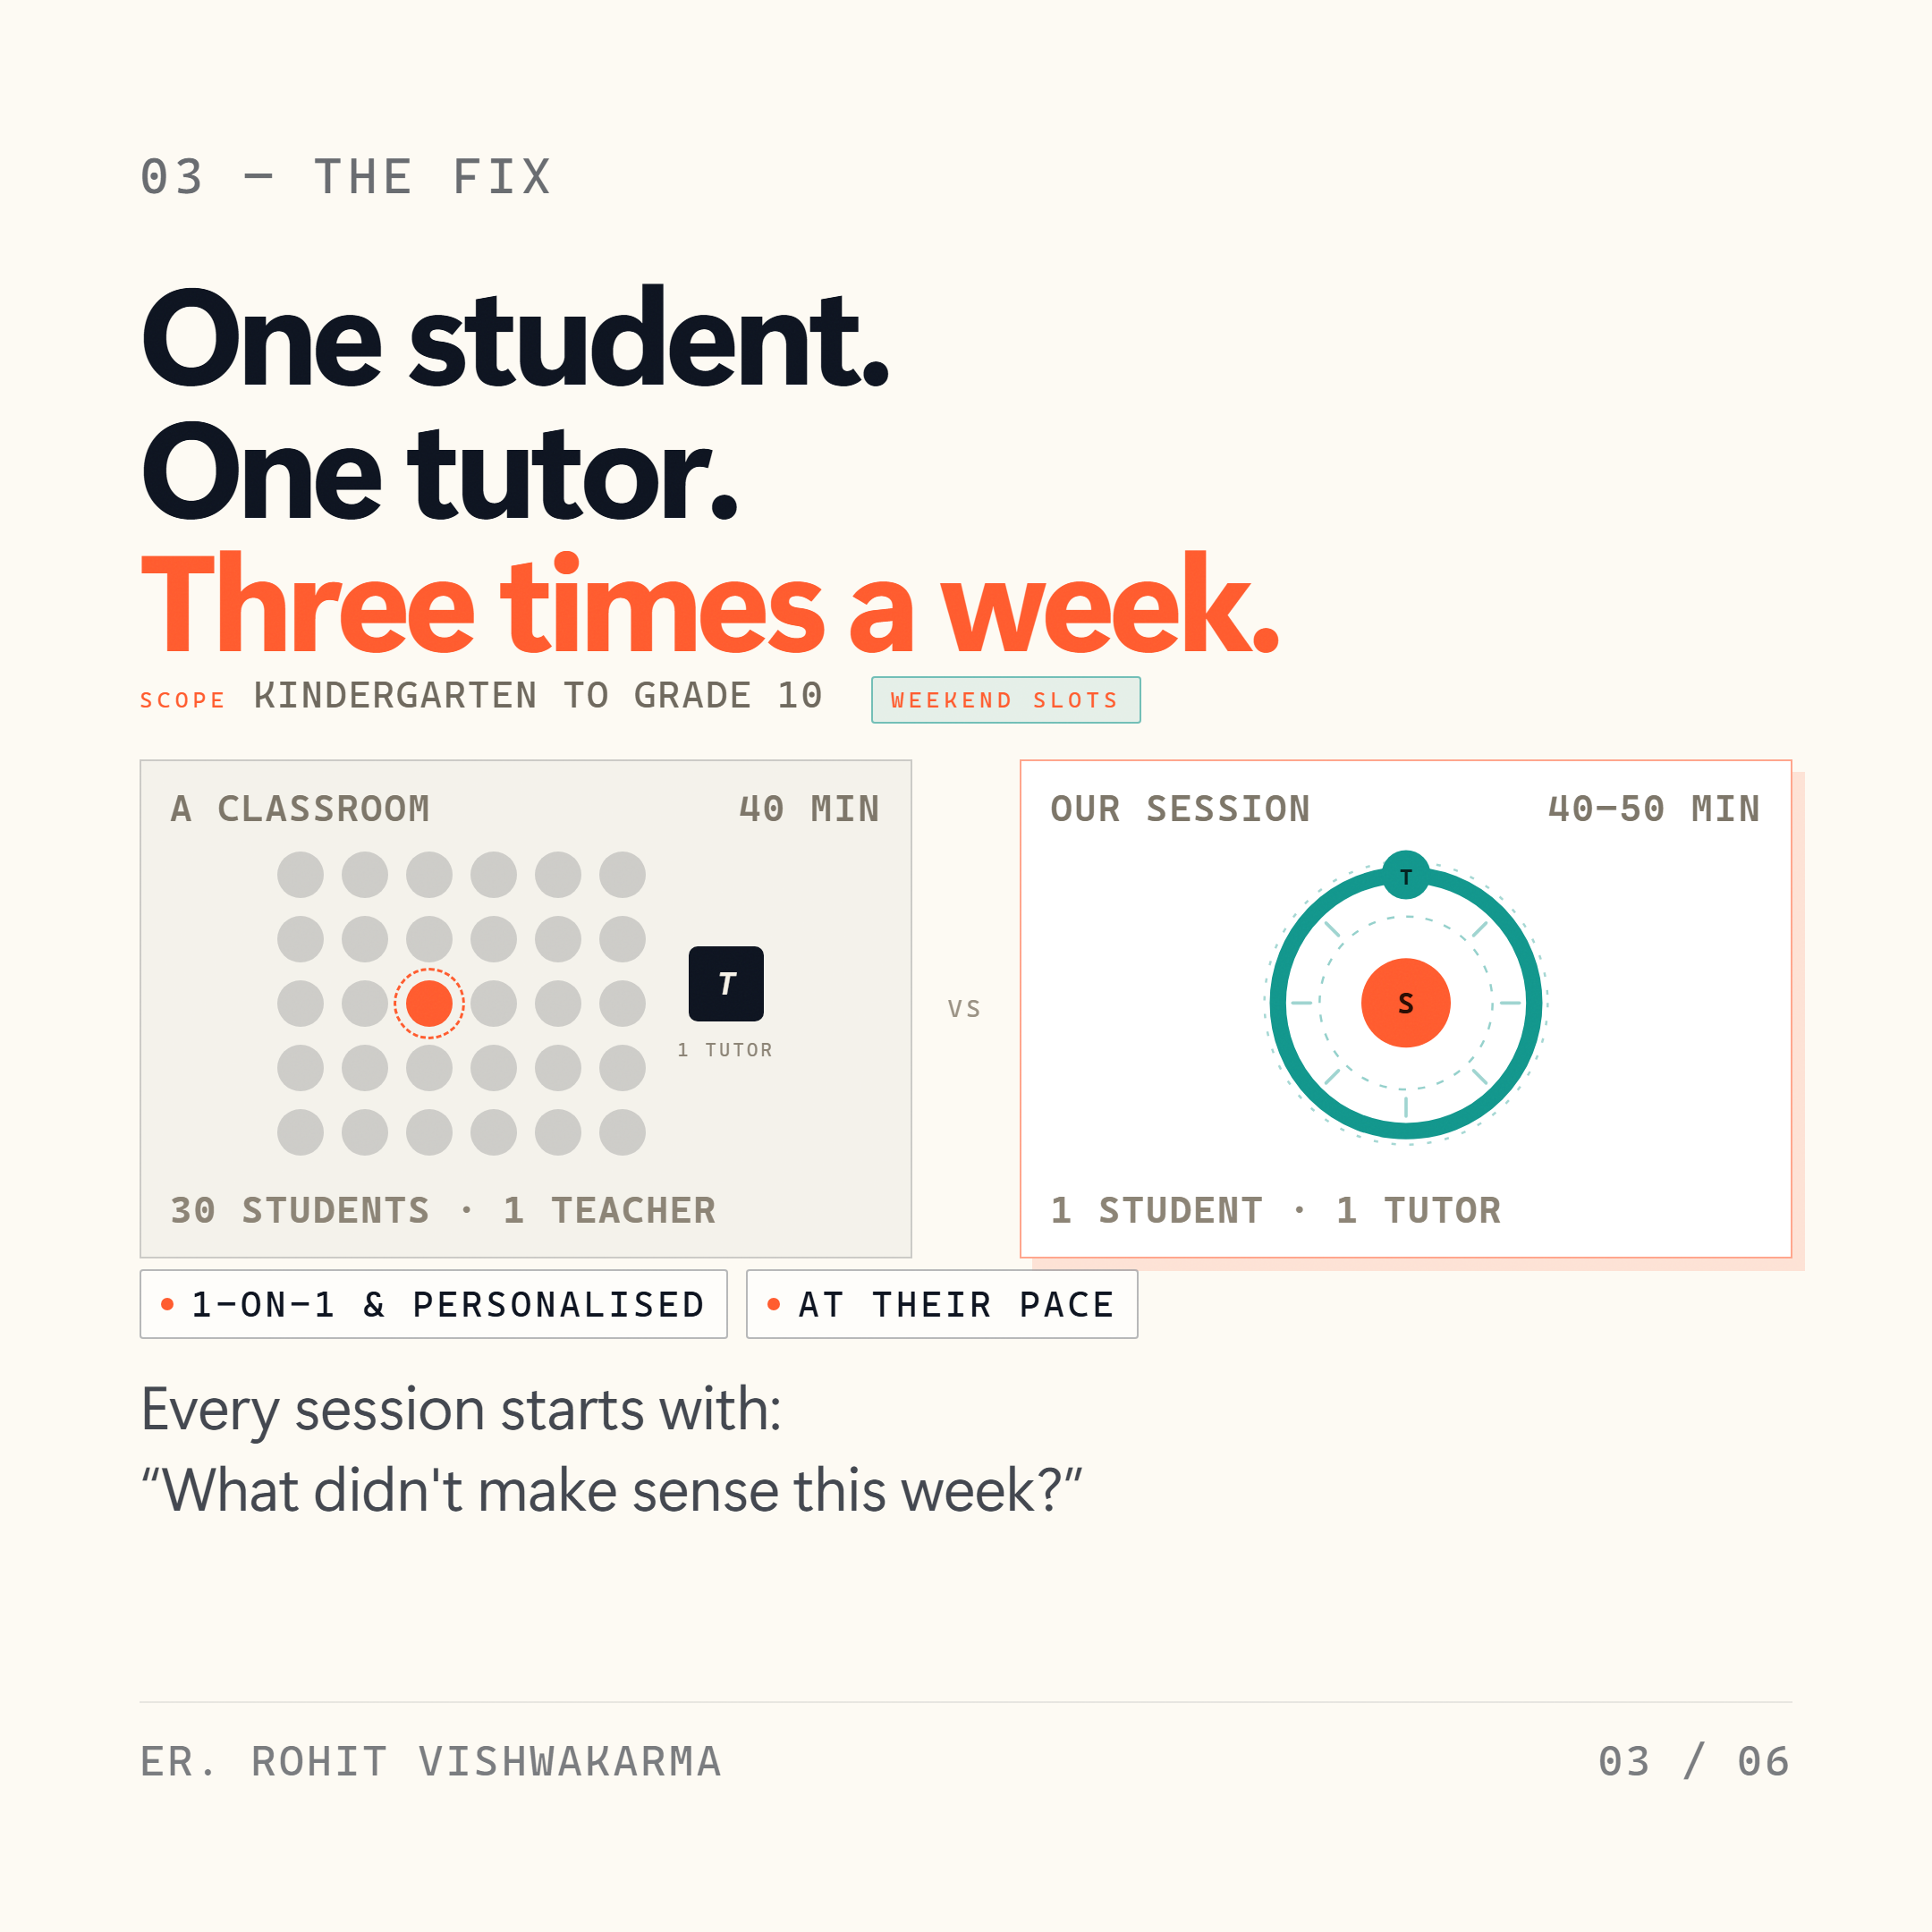 03 — THE FIX
One student.
One tutor.
Three times a week.
SCOPE KINDERGARTEN TO GRADE 10 WEEKEND SLOTS
A CLASSROOM 40 MIN
T
1 TUTOR
30 STUDENTS · 1 TEACHER
VS
OUR SESSION 40–50 MIN
T
S
1 STUDENT · 1 TUTOR
1-ON-1 & PERSONALISED
AT THEIR PACE
Every session starts with:
“What didn't make sense this week?”
ER. ROHIT VISHWAKARMA 03 / 06